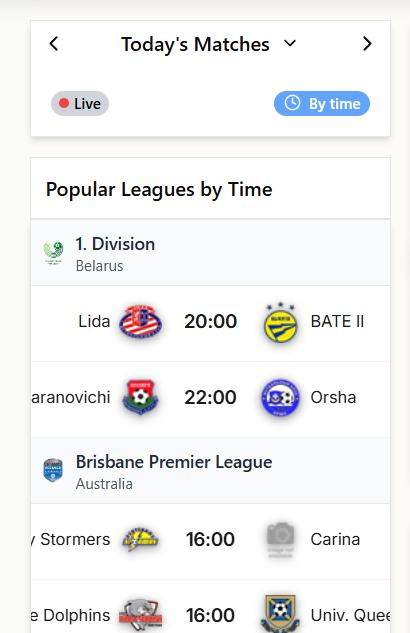 Today's Matches
Live
By time
Popular Leagues by Time
1. Division
Belarus
Lida 20:00 BATE II
aranovichi 22:00 Orsha
Brisbane Premier League
Australia
y Stormers 16:00 Carina
e Dolphins 16:00 Univ. Quee